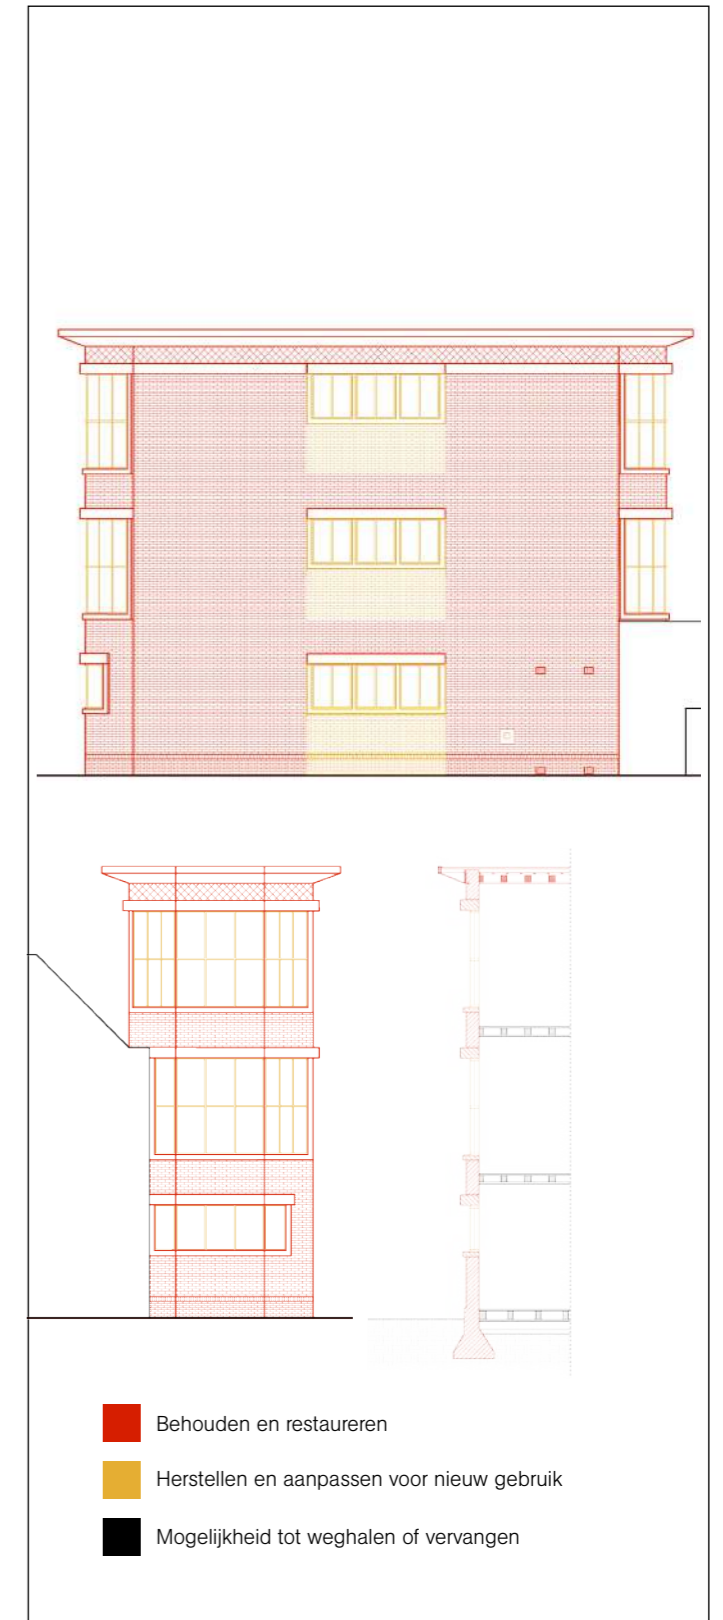 Behouden en restaureren
Herstellen en aanpassen voor nieuw gebruik
Mogelijkheid tot weghalen of vervangen